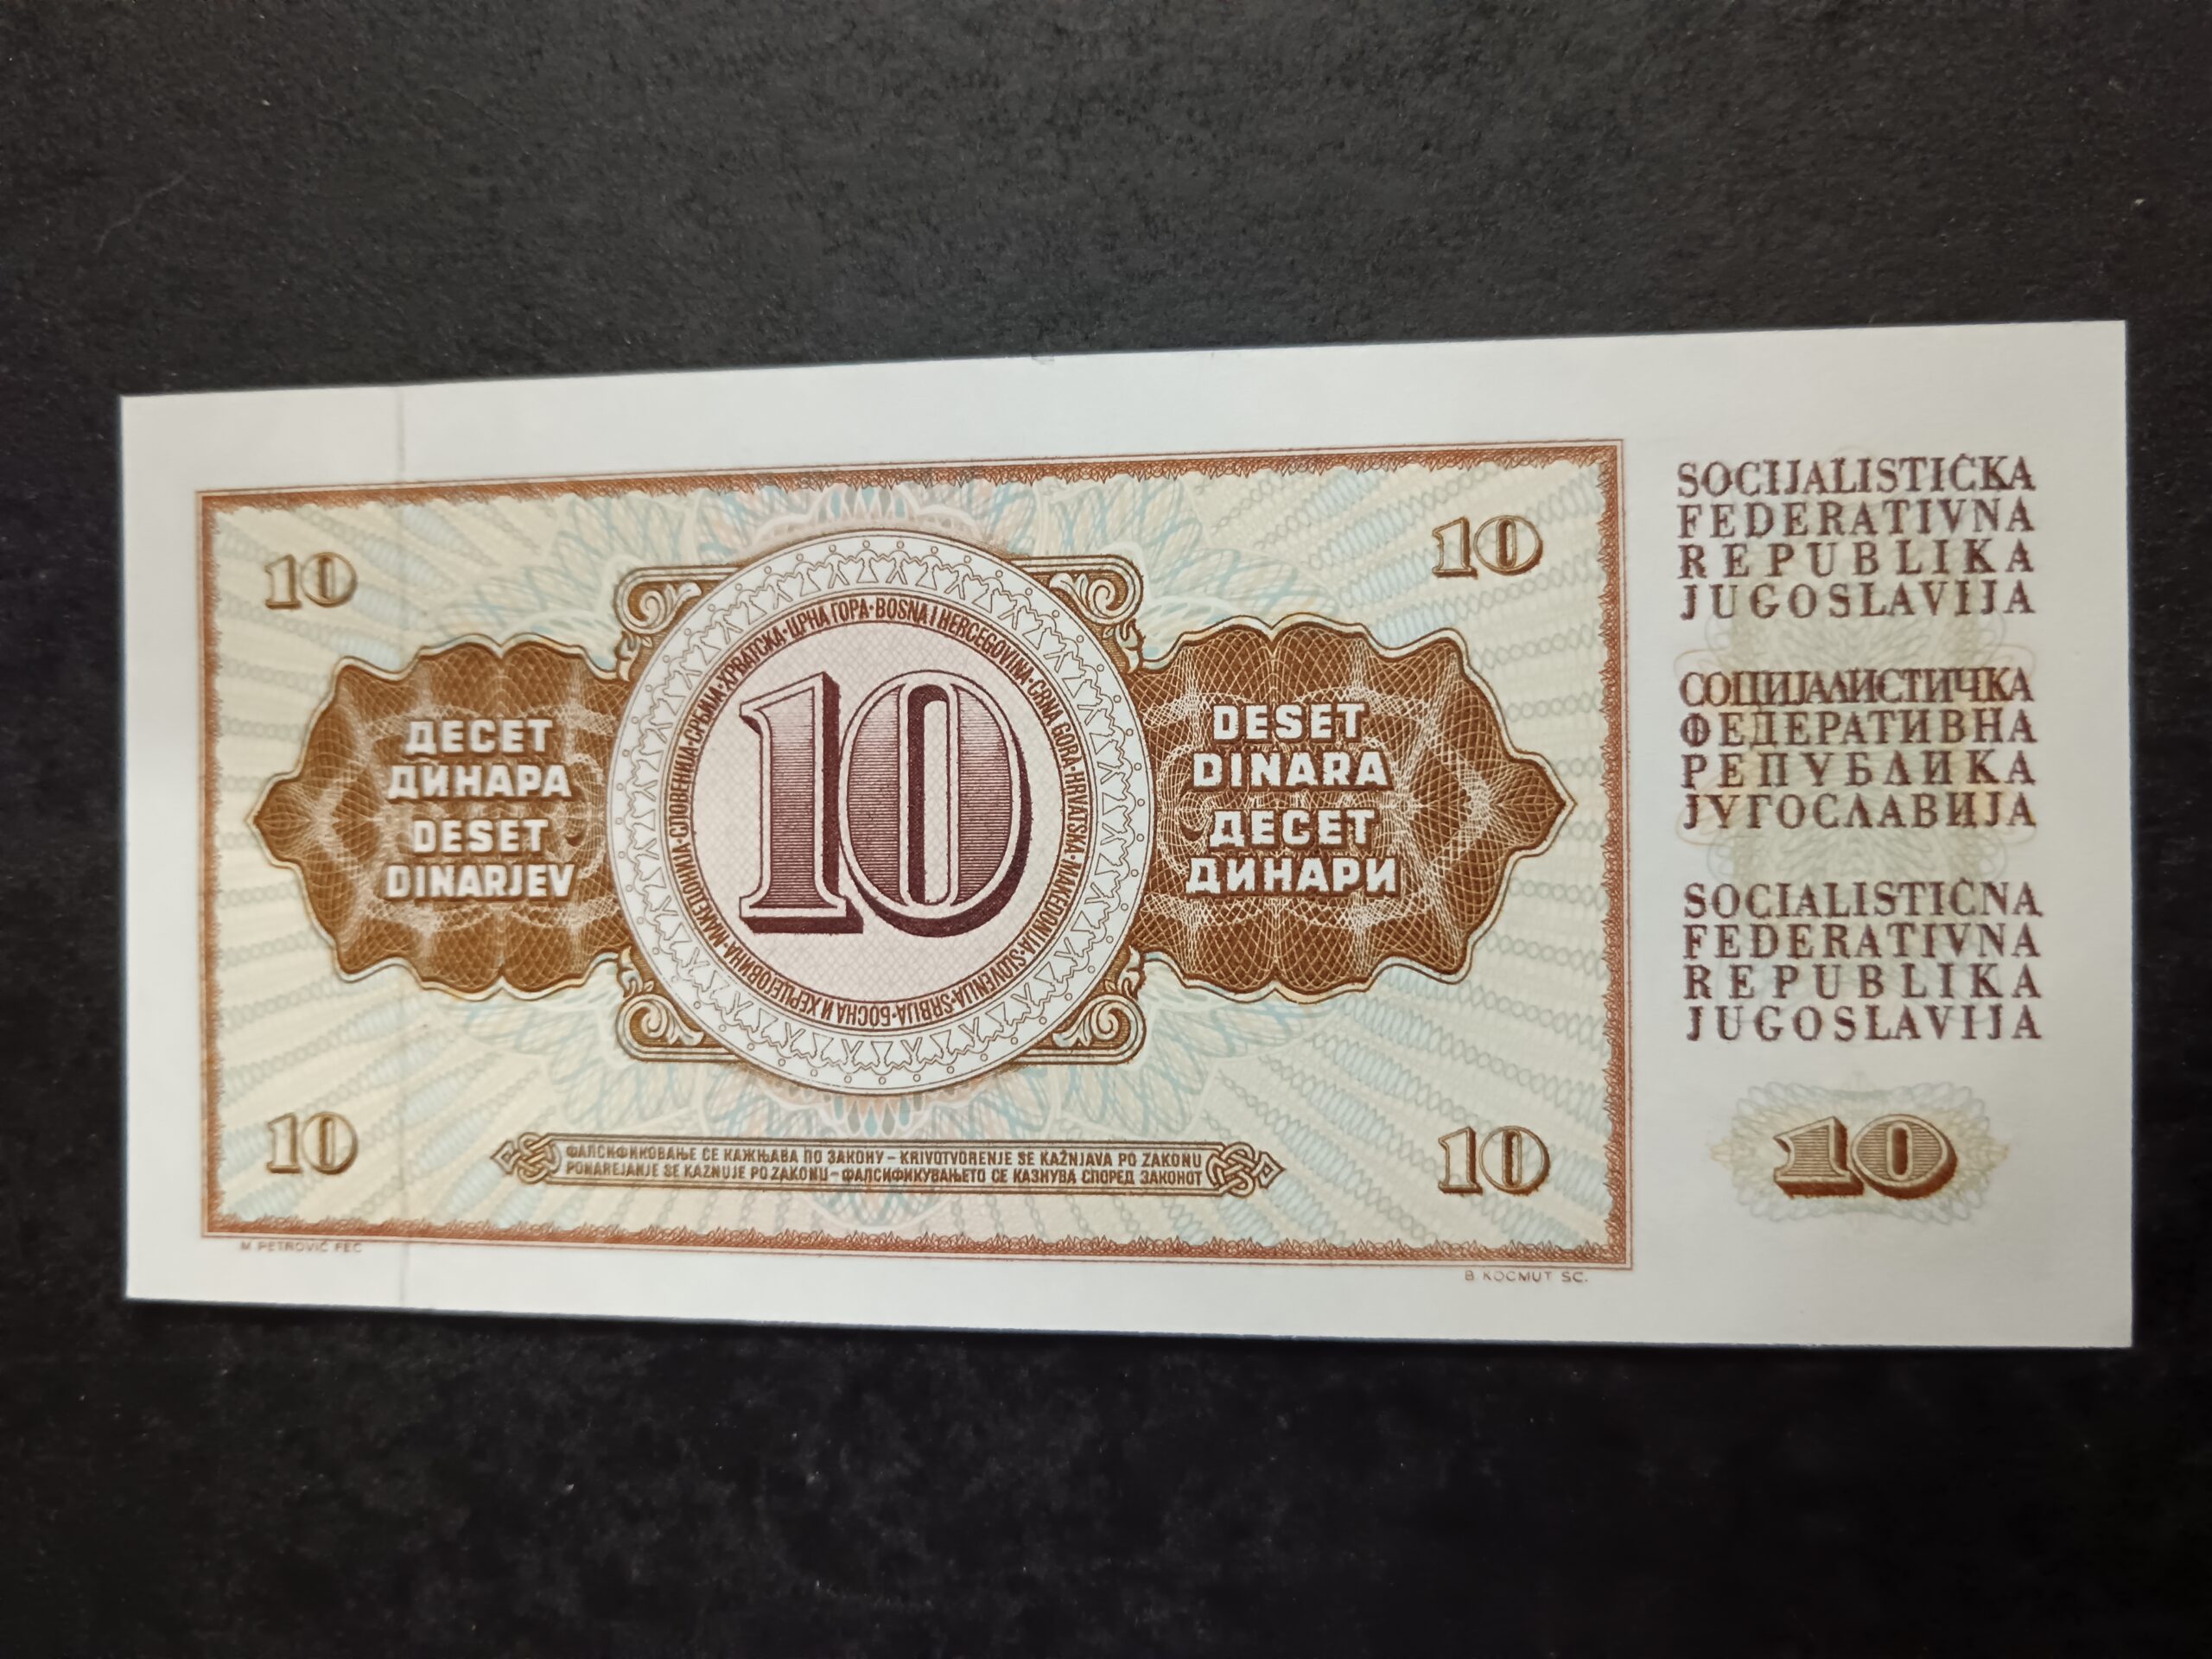 10
10
ДЕСЕТ
ДИНАРА
DESET
DINARJEV
БОСНА И ХЕРЦЕГОВИНА·МАКЕДОНИЈА·СЛОВЕНИЈА·СРБИЈА·ХРВАТСКА·ЦРНА ГОРА·BOSNA I HERCEGOVINA·CRNA GORA·HRVATSKA·MAKEDONIJA·SLOVENIJA·SRBIJA·
10
DESET
DINARA
ДЕСЕТ
ДИНАРИ
10
10
ФАЛСИФИКОВАЊЕ СЕ КАЖЊАВА ПО ЗАКОНУ – KRIVOTVORENJE SE KAŽNJAVA PO ZAKONU
PONAREJANJE SE KAZNUJE PO ZAKONU – ФАЛСИФИКУВАЊЕТО СЕ КАЗНУВА СПОРЕД ЗАКОНОТ
M. PETROVIĆ FEC
B. KOCMUT SC.
SOCIJALISTIČKA
FEDERATIVNA
REPUBLIKA
JUGOSLAVIJA
СОЦИЈАЛИСТИЧКА
ФЕДЕРАТИВНА
РЕПУБЛИКА
ЈУГОСЛАВИЈА
SOCIALISTIČNA
FEDERATIVNA
REPUBLIKA
JUGOSLAVIJA
10